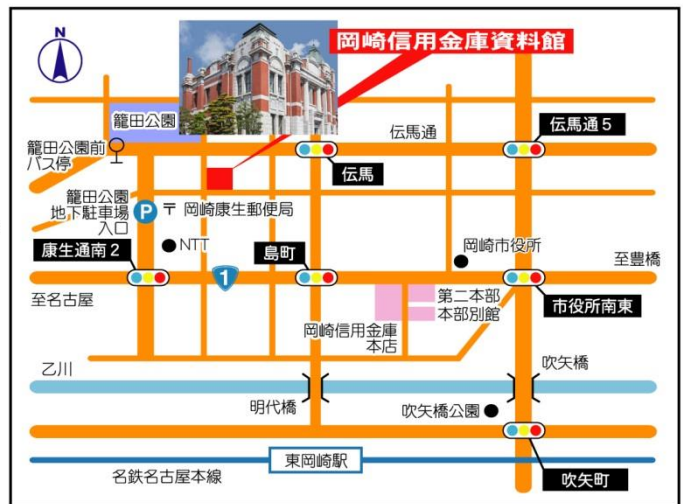 N
岡崎信用金庫資料館
籠田公園
籠田公園前
バス停
伝馬通
伝馬通5
伝馬
籠田公園
地下駐車場
入口
P
〒 岡崎康生郵便局
康生通南2
NTT
島町
岡崎市役所
至豊橋
1
至名古屋
第二本部
本部別館
市役所南東
岡崎信用金庫
本店
乙川
吹矢橋
明代橋
吹矢橋公園
東岡崎駅
名鉄名古屋本線
吹矢町